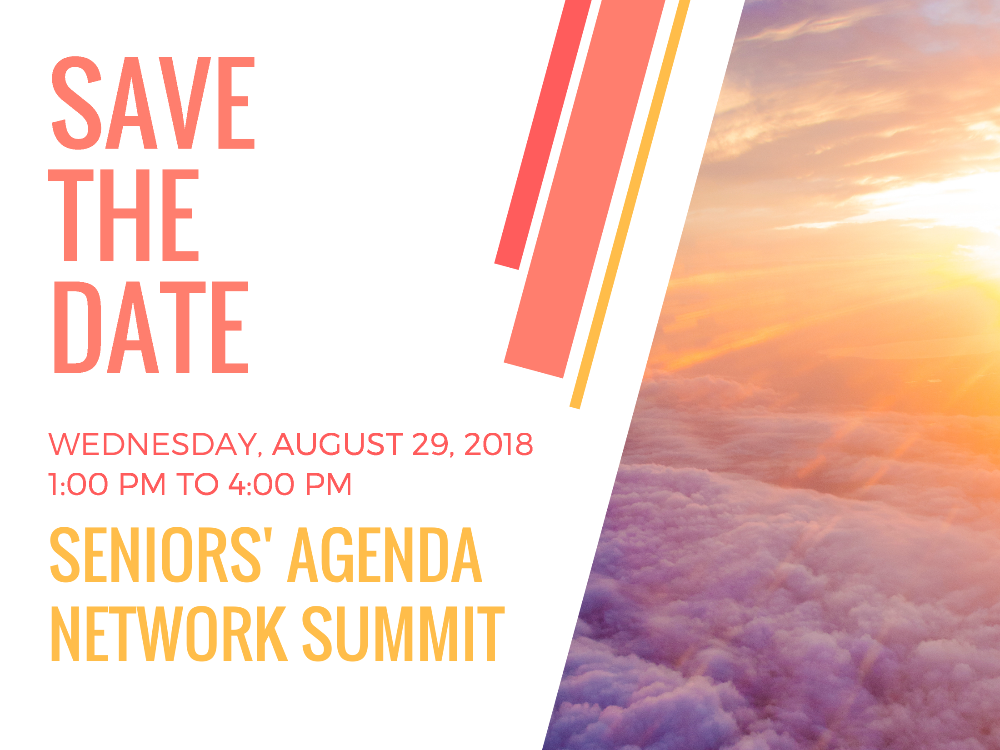 SAVE
THE
DATE
WEDNESDAY, AUGUST 29, 2018
1:00 PM TO 4:00 PM
SENIORS' AGENDA
NETWORK SUMMIT